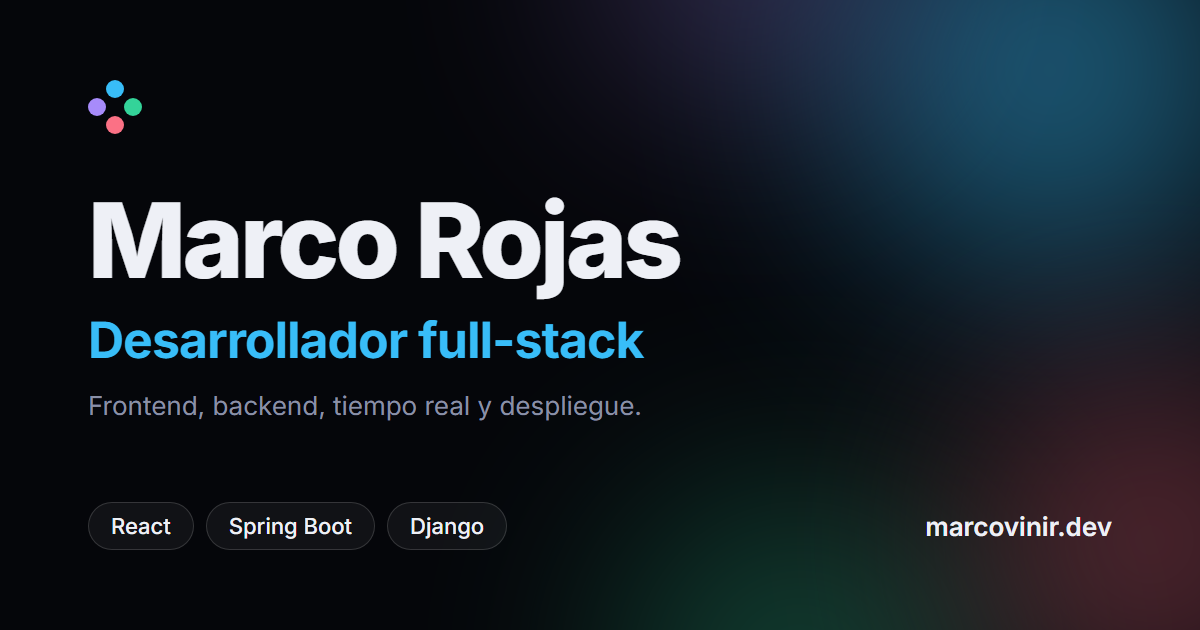 Marco Rojas
Desarrollador full-stack
Frontend, backend, tiempo real y despliegue.
React Spring Boot Django
marcovinir.dev